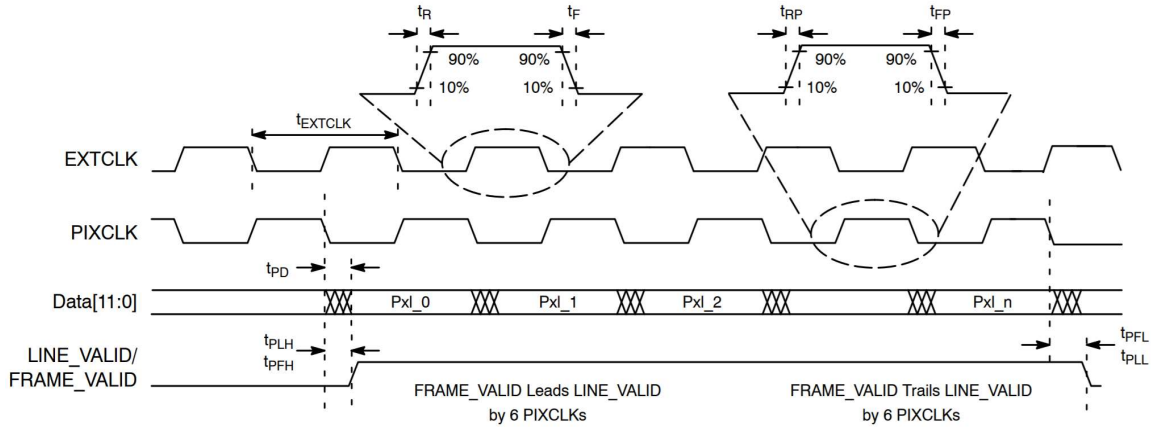 tR tF tRP tFP
90% 90% 90% 90%
10% 10% 10% 10%
tEXTCLK
EXTCLK
PIXCLK
tPD
Data[11:0] Pxl_0 Pxl_1 Pxl_2 Pxl_n
LINE_VALID/ tPLH tPFL
FRAME_VALID tPFH tPLL
FRAME_VALID Leads LINE_VALID FRAME_VALID Trails LINE_VALID
by 6 PIXCLKs by 6 PIXCLKs